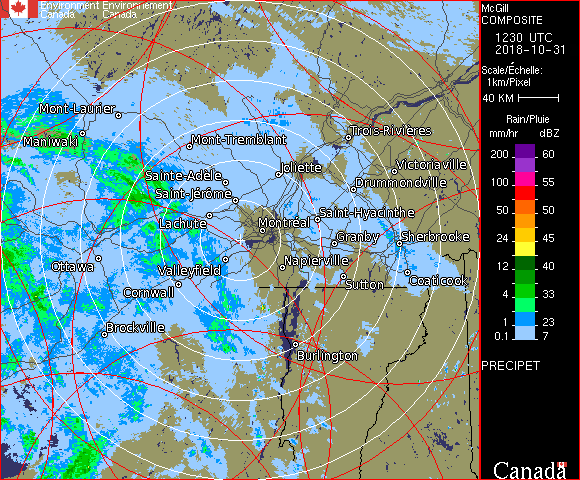 Environment Environnement
Canada Canada
McGill
COMPOSITE
1230 UTC
2018-10-31
Scale/Échelle:
1km/Pixel
40 KM
Rain/Pluie
mm/hr dBZ
200 60
100 55
50 50
24 45
12 40
4 33
1 23
0.1 7
PRECIPET
Canada
Mont-Laurier
Maniwaki
Mont-Tremblant
Trois-Rivières
Joliette
Victoriaville
Sainte-Adèle
Drummondville
Saint-Jérôme
Lachute
Saint-Hyacinthe
Montréal
Granby
Sherbrooke
Ottawa
Valleyfield
Napierville
Cornwall
Sutton
Coaticook
Brockville
Burlington